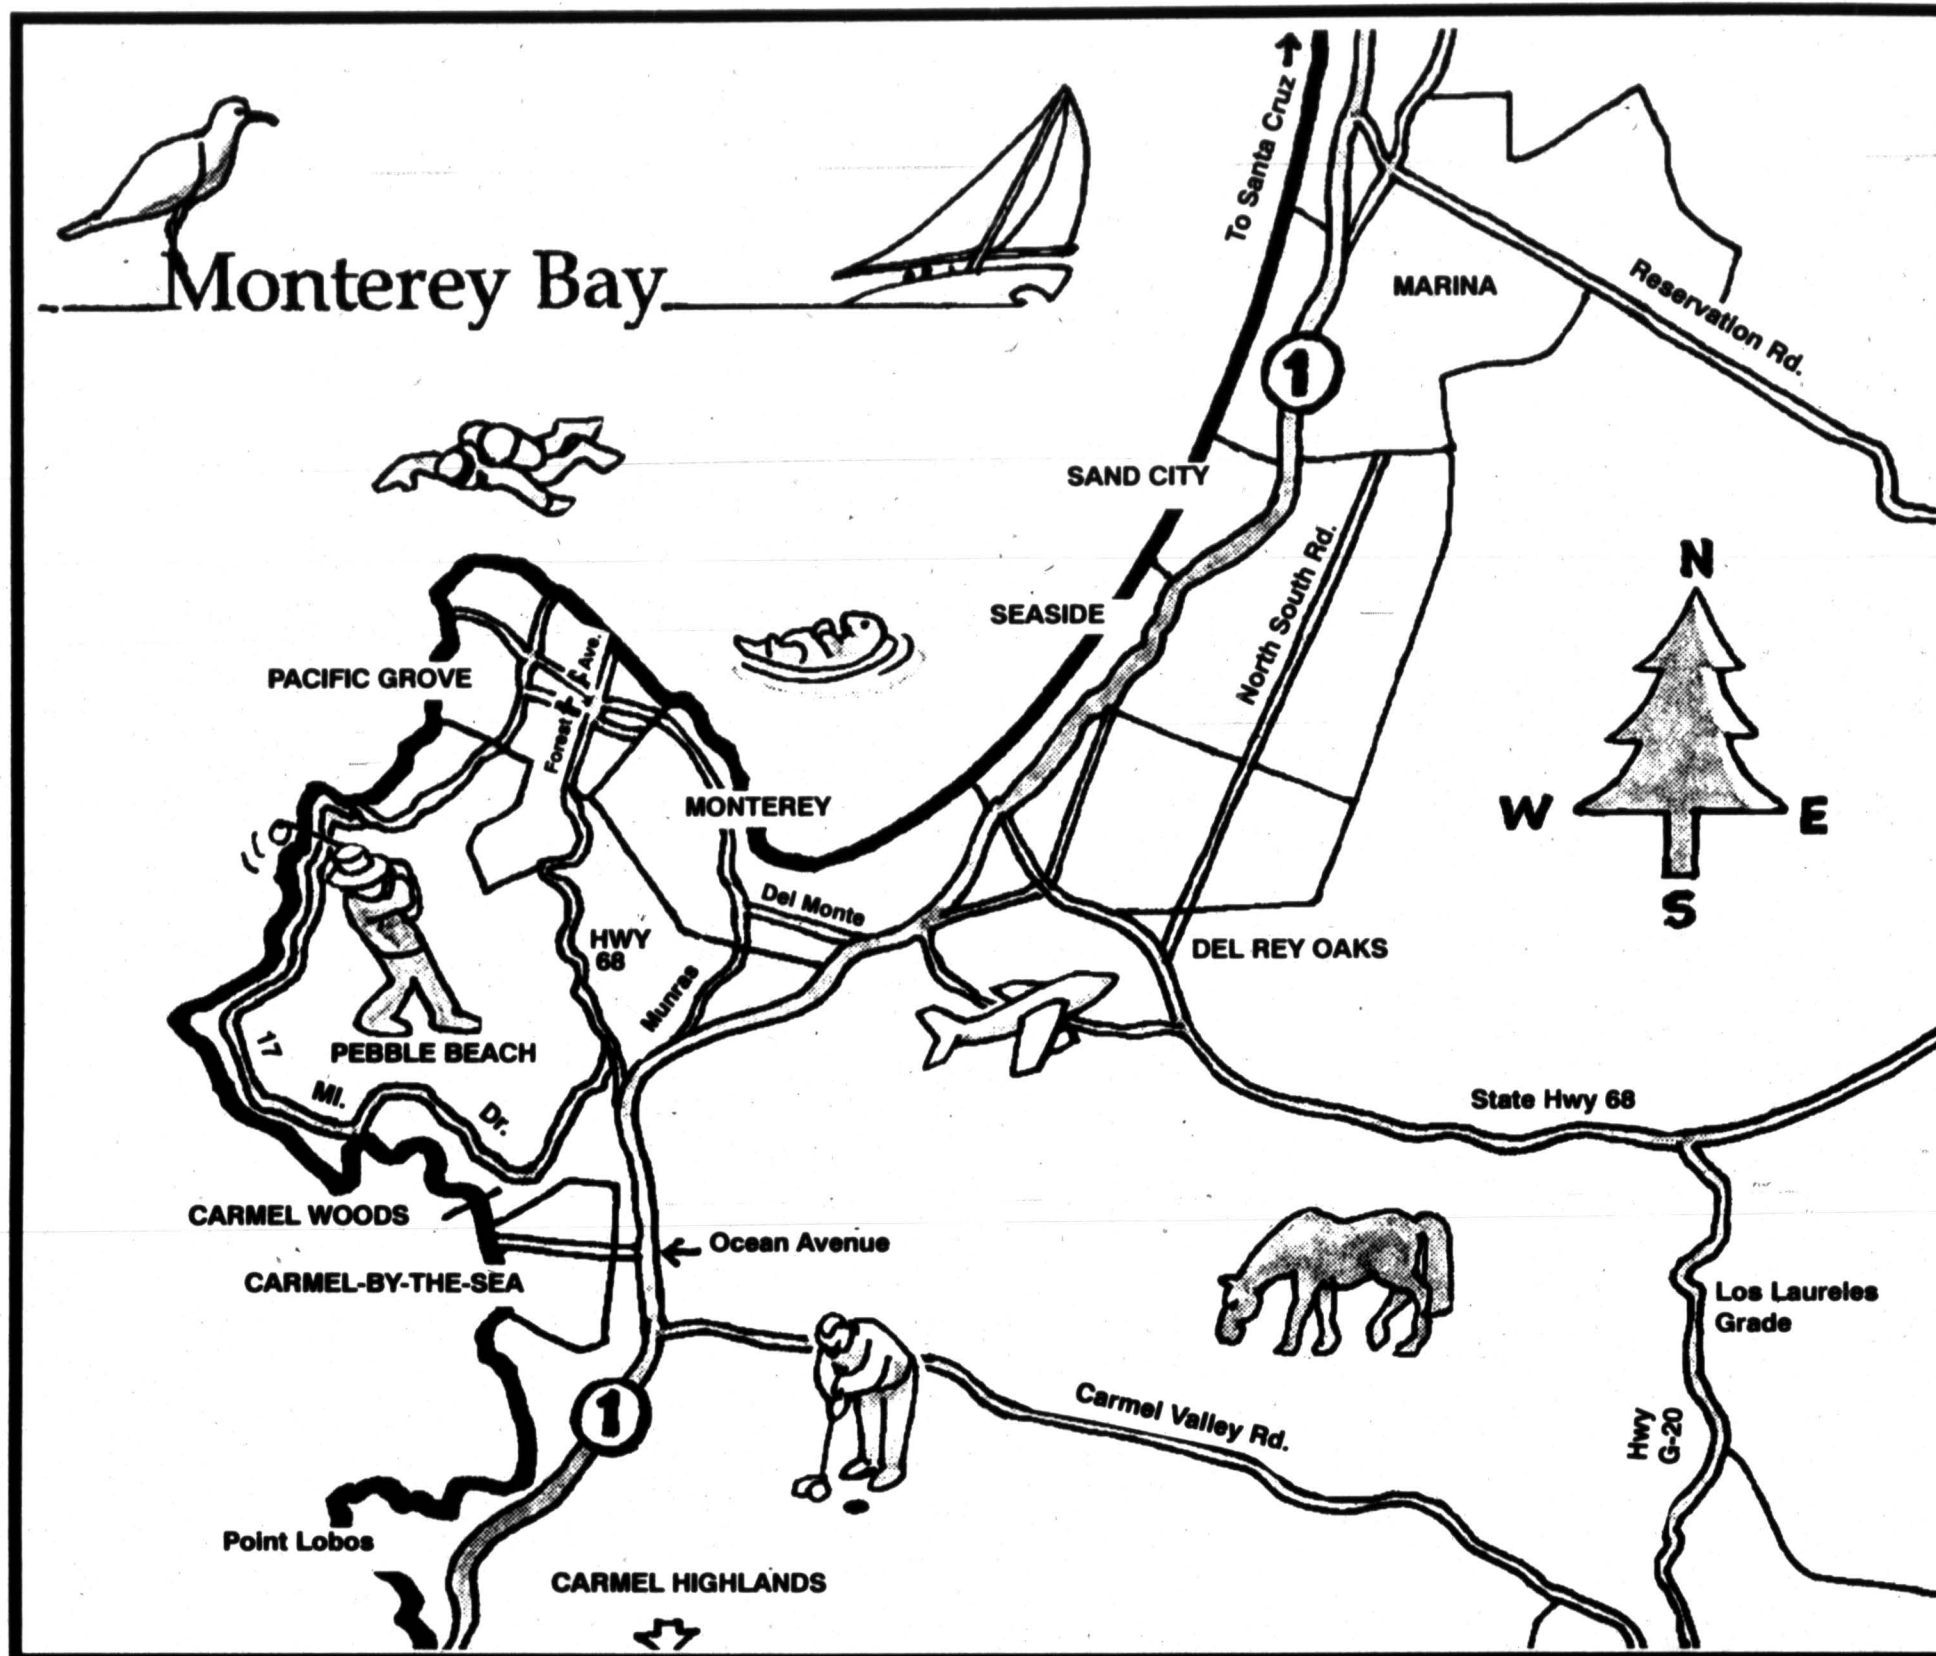 To Santa Cruz
Monterey Bay
MARINA
Reservation Rd.
1
SAND CITY
North South Rd.
SEASIDE
N
W
E
S
PACIFIC GROVE
Forest Ave.
MONTEREY
Del Monte
HWY
68
Munras
DEL REY OAKS
PEBBLE BEACH
17
MI.
Dr.
State Hwy 68
CARMEL WOODS
Ocean Avenue
CARMEL-BY-THE-SEA
Los Laureles
Grade
1
Carmel Valley Rd.
Hwy
G-20
Point Lobos
CARMEL HIGHLANDS